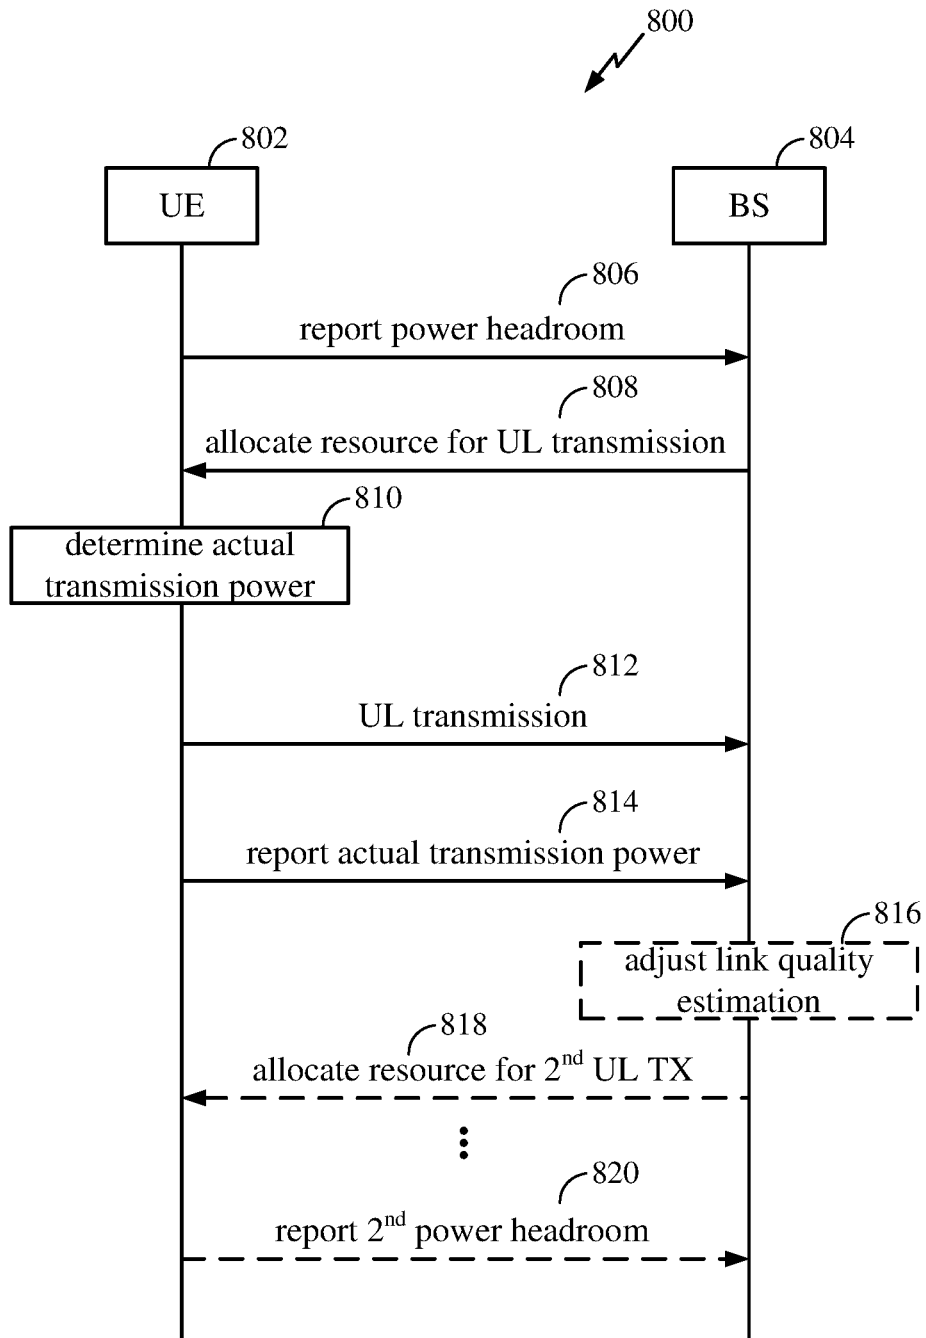 800
802
804
UE
BS
806
report power headroom
808
allocate resource for UL transmission
810
determine actual
transmission power
812
UL transmission
814
report actual transmission power
816
adjust link quality
estimation
818
allocate resource for 2nd UL TX
820
report 2nd power headroom